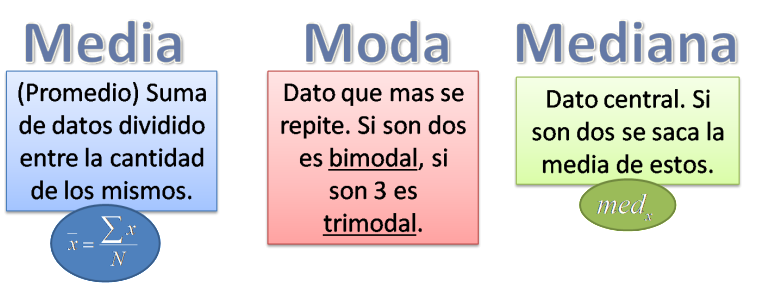 Media
(Promedio) Suma
de datos dividido
entre la cantidad
de los mismos.
x̅ = ∑x / N
Moda
Dato que mas se
repite. Si son dos
es bimodal, si
son 3 es
trimodal.
Mediana
Dato central. Si
son dos se saca la
media de estos.
medₓ